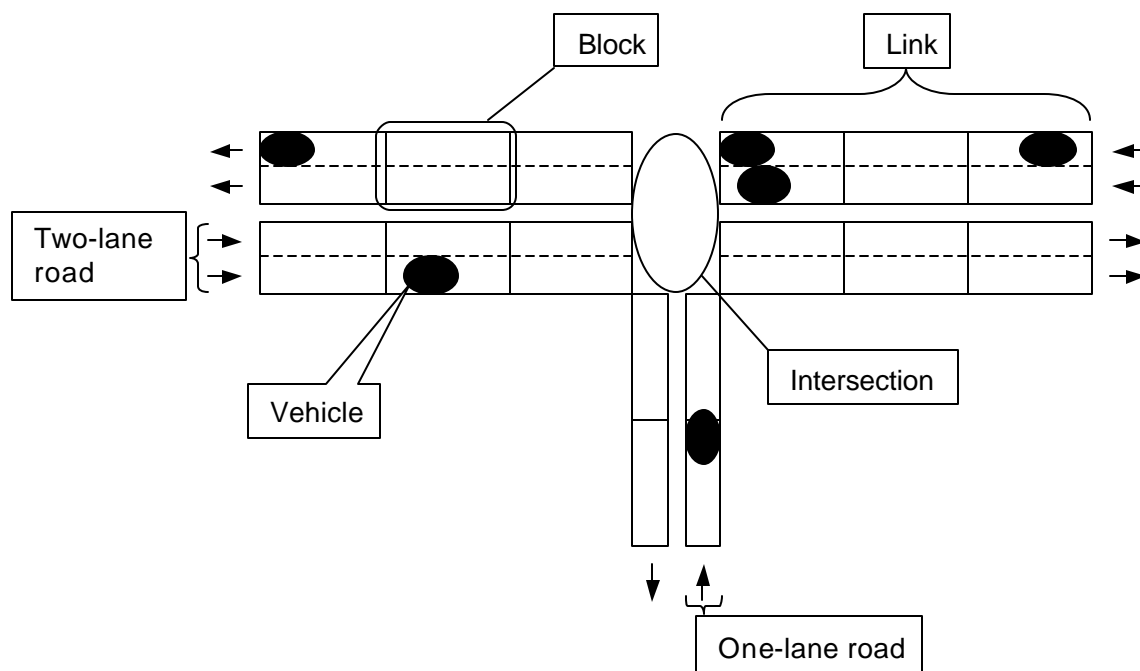 Block
Link
Two-lane
road
Vehicle
Intersection
One-lane road